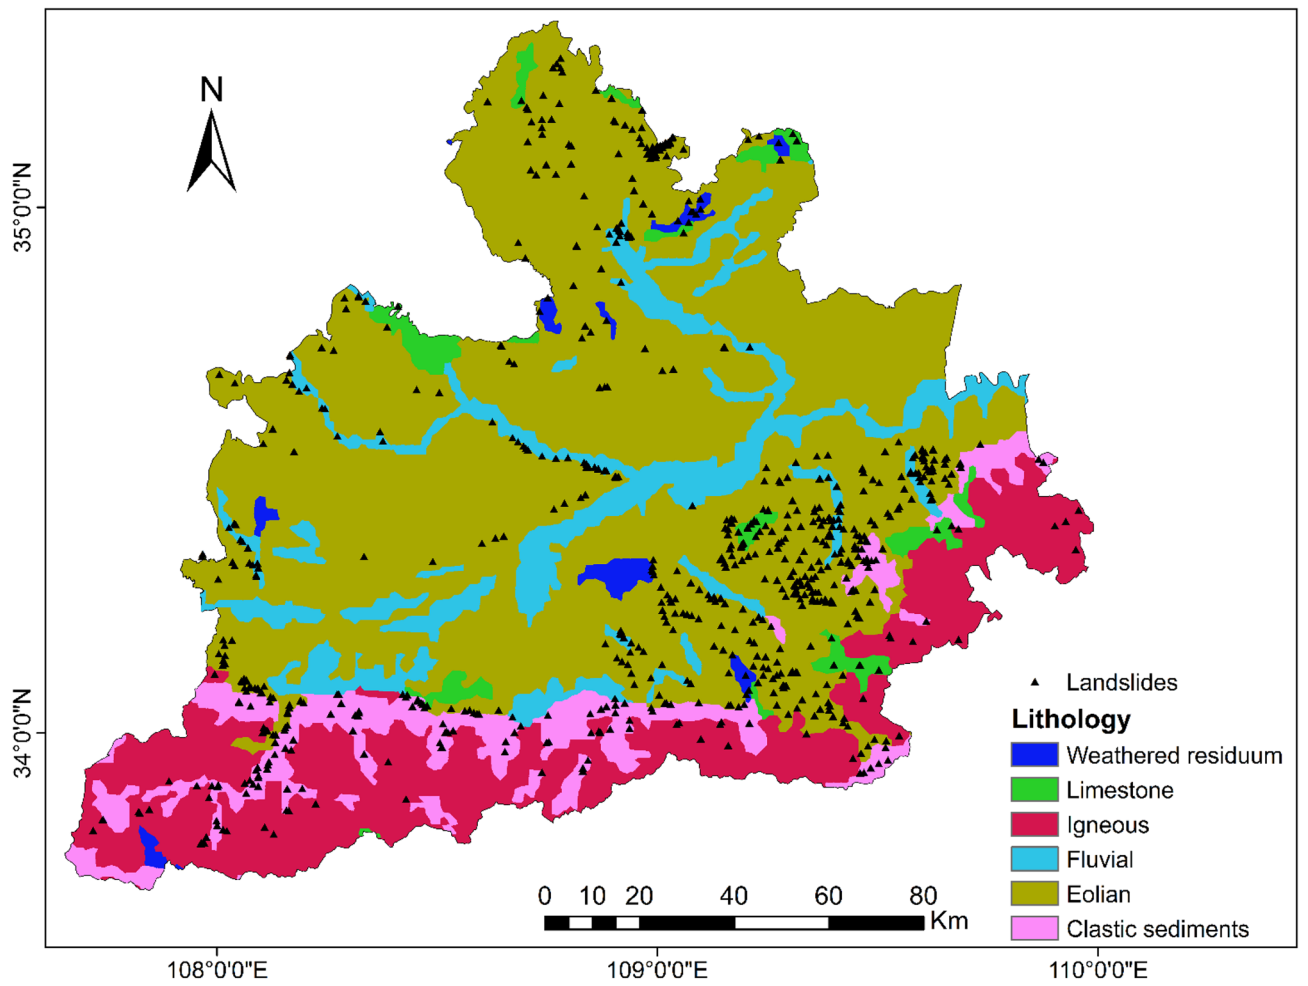 N
35°0'0"N
34°0'0"N
Landslides
Lithology
Weathered residuum
Limestone
Igneous
Fluvial
Eolian
Clastic sediments
0 10 20 40 60 80
Km
108°0'0"E 109°0'0"E 110°0'0"E